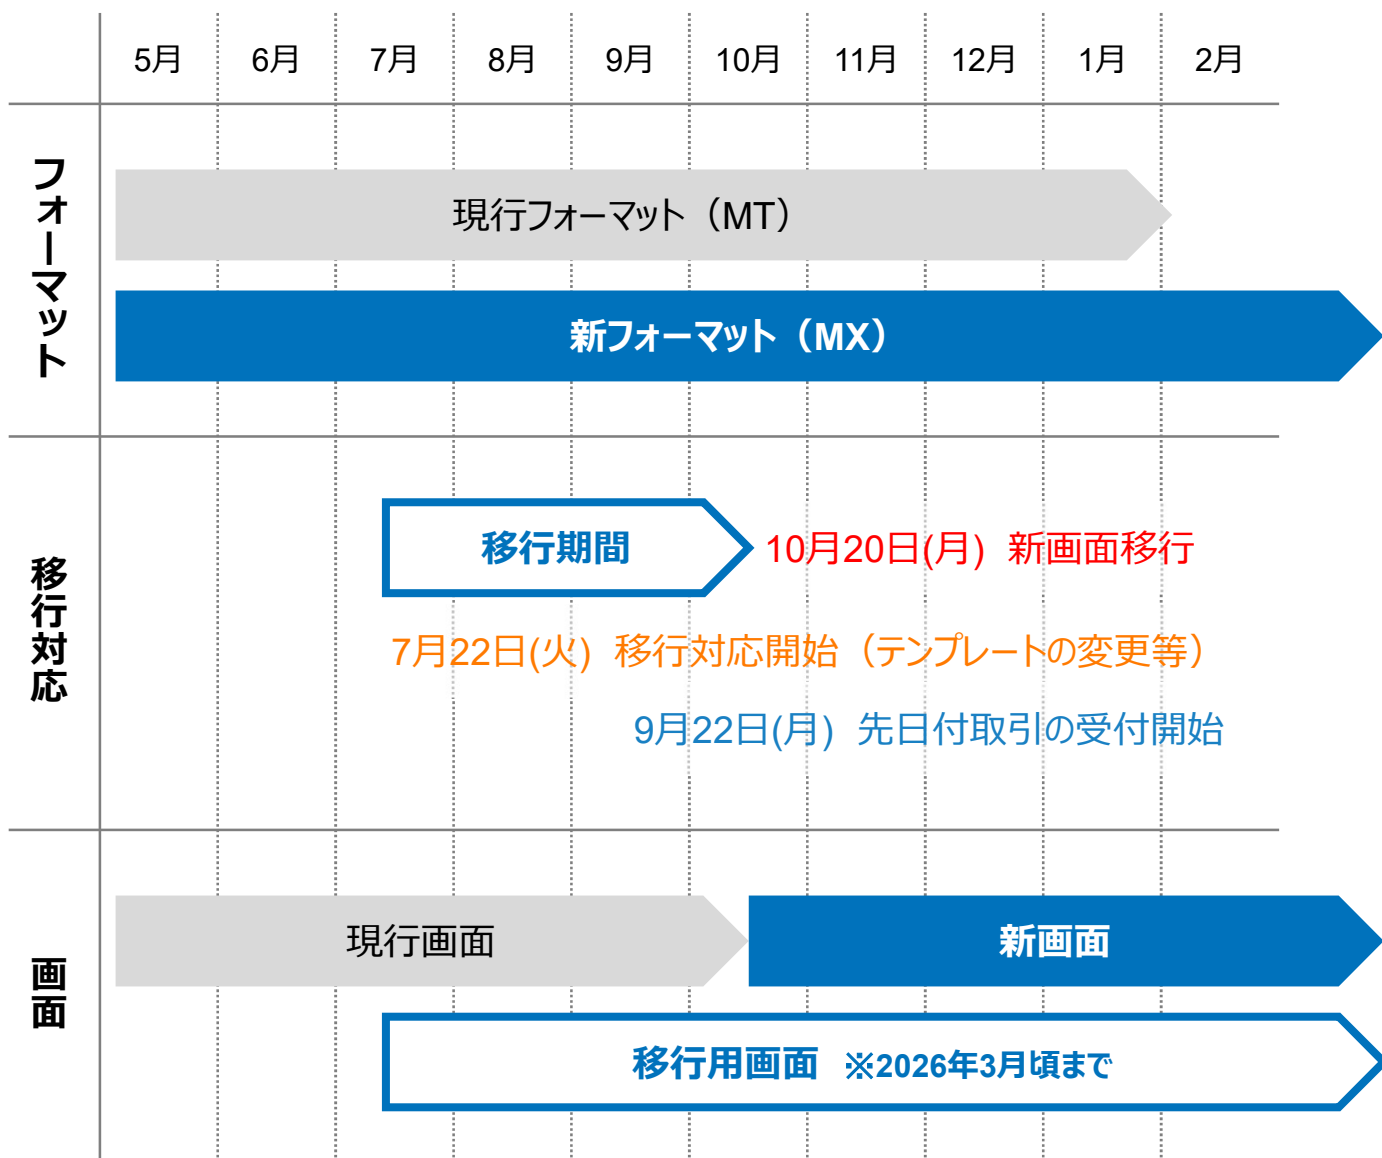 5月 6月 7月 8月 9月 10月 11月 12月 1月 2月
フォーマット
現行フォーマット（MT）
新フォーマット（MX）
移行対応
移行期間
10月20日(月) 新画面移行
7月22日(火) 移行対応開始（テンプレートの変更等）
9月22日(月) 先日付取引の受付開始
画面
現行画面
新画面
移行用画面 ※2026年3月頃まで